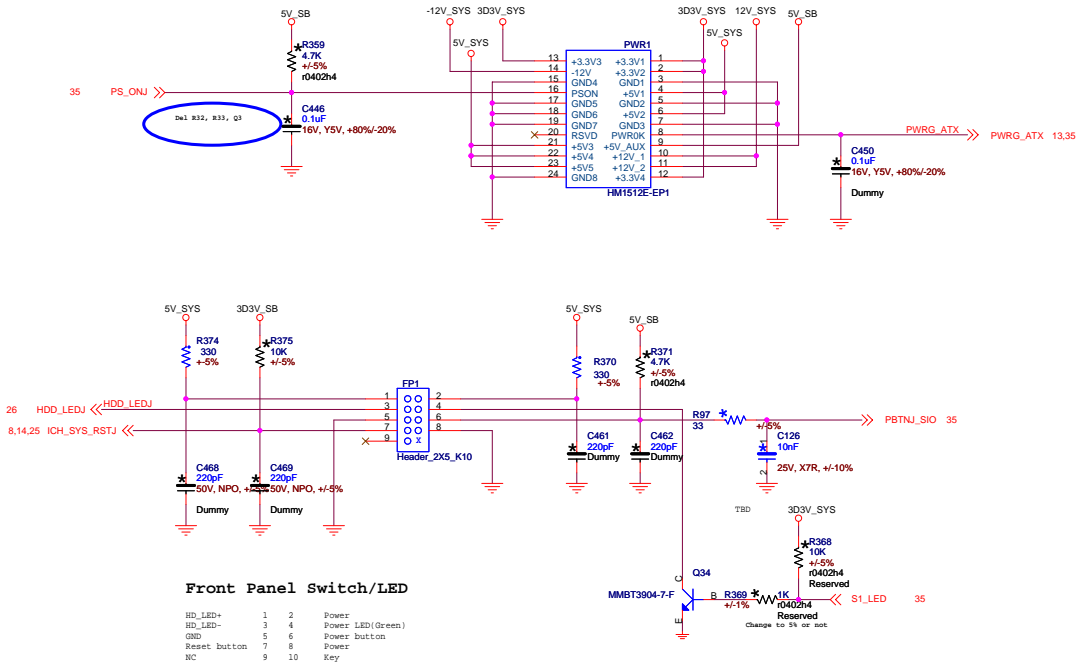 5V_SB
R359
4.7K
+/-5%
r0402h4
35 PS_ONJ
Del R32, R33, Q3
C446
0.1uF
16V, Y5V, +80%/-20%
-12V_SYS 3D3V_SYS
5V_SYS
3D3V_SYS 12V_SYS 5V_SB
5V_SYS
PWR1
13 +3.3V3 +3.3V1 1
14 -12V +3.3V2 2
15 GND4 GND1 3
16 PSON +5V1 4
17 GND5 GND2 5
18 GND6 +5V2 6
19 GND7 GND3 7
20 RSVD PWR0K 8
21 +5V3 +5V_AUX 9
22 +5V4 +12V_1 10
23 +5V5 +12V_2 11
24 GND8 +3.3V4 12
HM1512E-EP1
PWRG_ATX
PWRG_ATX 13,35
C450
0.1uF
16V, Y5V, +80%/-20%
Dummy
5V_SYS 3D3V_SB
R374
330
+-5%
R375
10K
+/-5%
5V_SYS
5V_SB
R370
330
+-5%
R371
4.7K
+/-5%
r0402h4
FP1
1 2
3 4
5 6
7 8
9 X
Header_2X5_K10
26 HDD_LEDJ HDD_LEDJ
8,14,25 ICH_SYS_RSTJ
C468
220pF
50V, NPO, +/-5%
Dummy
C469
220pF
50V, NPO, +/-5%
Dummy
C461
220pF
Dummy
C462
220pF
Dummy
R97
33
+/-5%
PBTNJ_SIO 35
1
C126
10nF
25V, X7R, +/-10%
2
TBD
3D3V_SYS
R368
10K
+/-5%
r0402h4
Reserved
Q34
MMBT3904-7-F
C
B
E
R369
+/-1%
1K
r0402h4
Reserved
Change to 5% or not
S1_LED 35
Front Panel Switch/LED
HD_LED+ 1 2 Power
HD_LED- 3 4 Power LED(Green)
GND 5 6 Power button
Reset button 7 8 Power
NC 9 10 Key